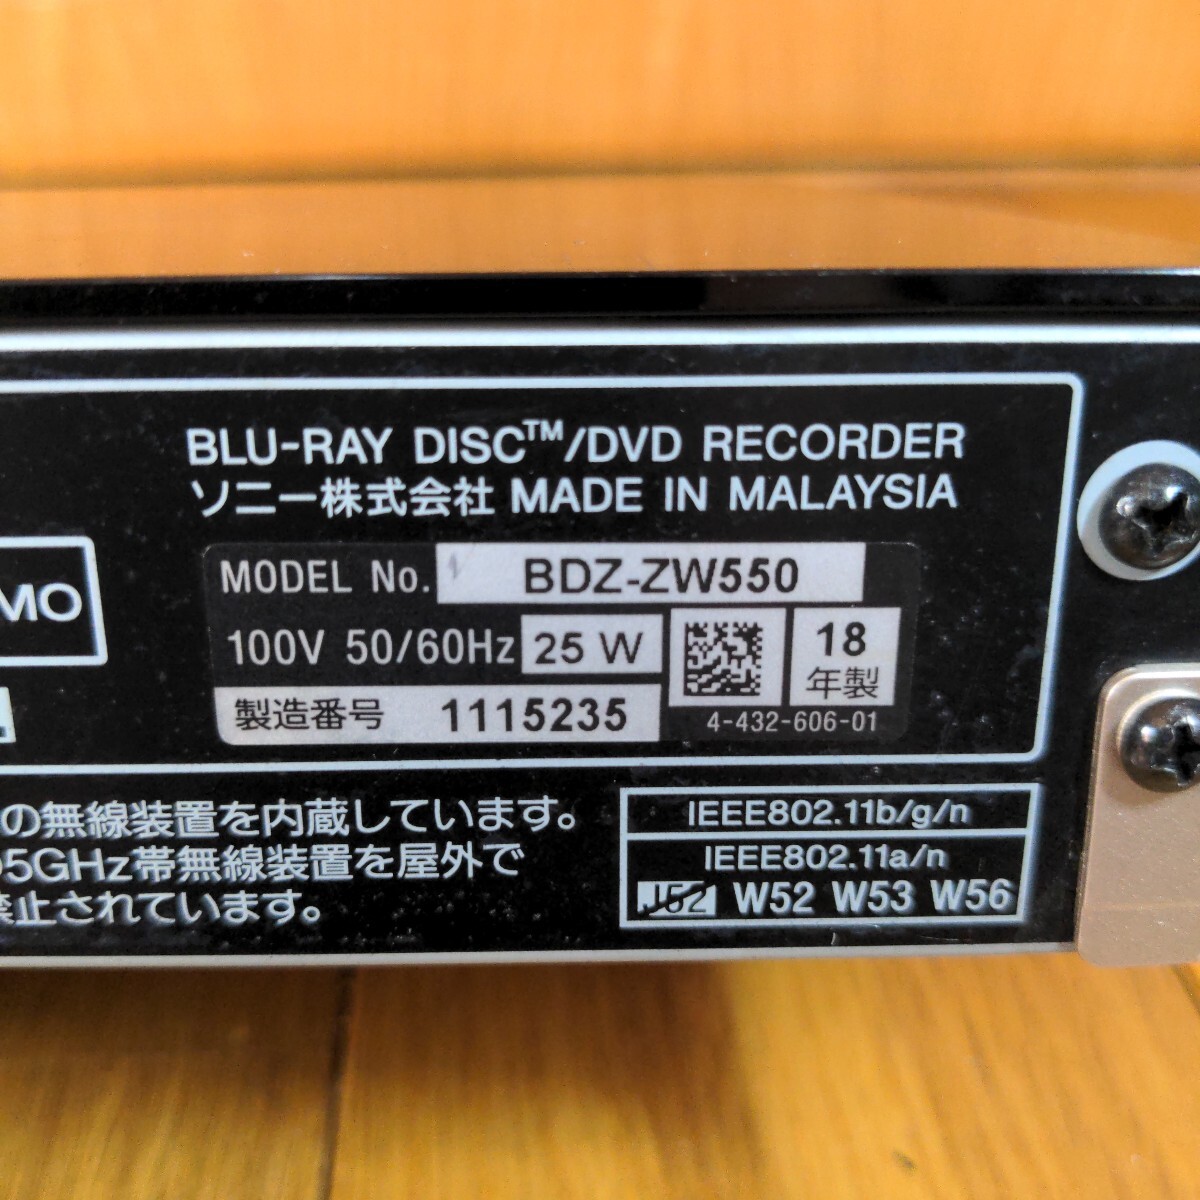 BLU-RAY DISC™/DVD RECORDER
ソニー株式会社 MADE IN MALAYSIA
MODEL No. BDZ-ZW550
100V 50/60Hz 25 W
18
年製
製造番号 1115235
4-432-606-01
MO
の無線装置を内蔵しています。
5GHz帯無線装置を屋外で
禁止されています。
IEEE802.11b/g/n
IEEE802.11a/n
J52 W52 W53 W56